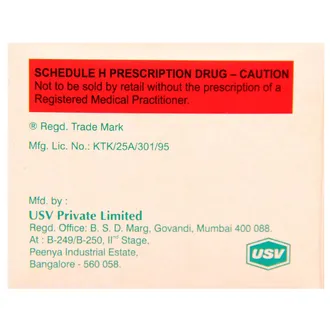 SCHEDULE H PRESCRIPTION DRUG – CAUTION
Not to be sold by retail without the prescription of a
Registered Medical Practitioner.
® Regd. Trade Mark
Mfg. Lic. No.: KTK/25A/301/95
Mfd. by :
USV Private Limited
Regd. Office: B. S. D. Marg, Govandi, Mumbai 400 088.
At : B-249/B-250, IInd Stage,
Peenya Industrial Estate,
Bangalore - 560 058.
USV